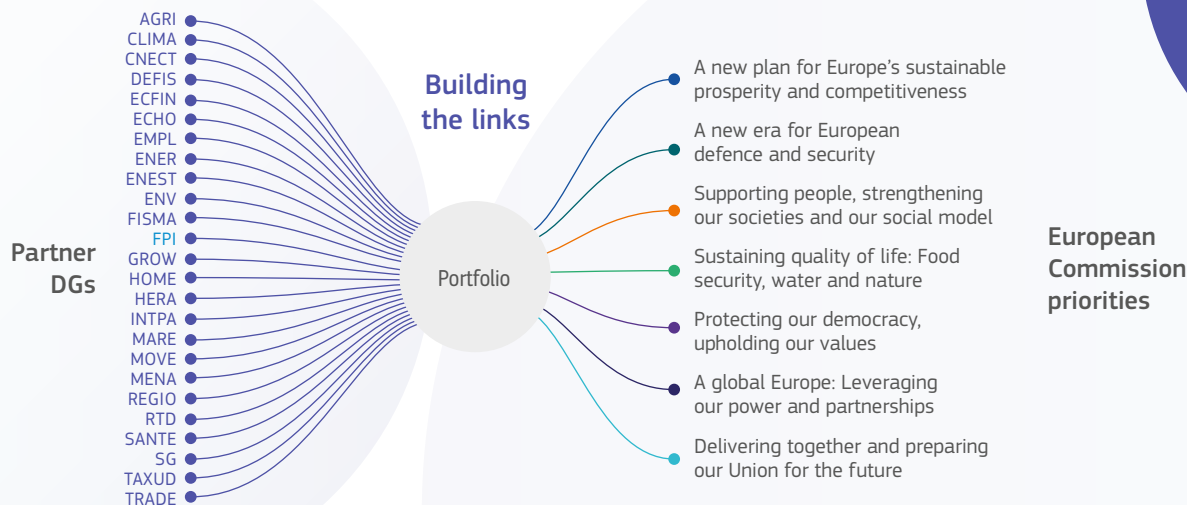 AGRI
CLIMA
CNECT
DEFIS
ECFIN
ECHO
EMPL
ENER
ENEST
ENV
FISMA
FPI
GROW
HOME
HERA
INTPA
MARE
MOVE
MENA
REGIO
RTD
SANTE
SG
TAXUD
TRADE
Partner
DGs
Building
the links
Portfolio
A new plan for Europe’s sustainable
prosperity and competitiveness
A new era for European
defence and security
Supporting people, strengthening
our societies and our social model
Sustaining quality of life: Food
security, water and nature
Protecting our democracy,
upholding our values
A global Europe: Leveraging
our power and partnerships
Delivering together and preparing
our Union for the future
European
Commission
priorities